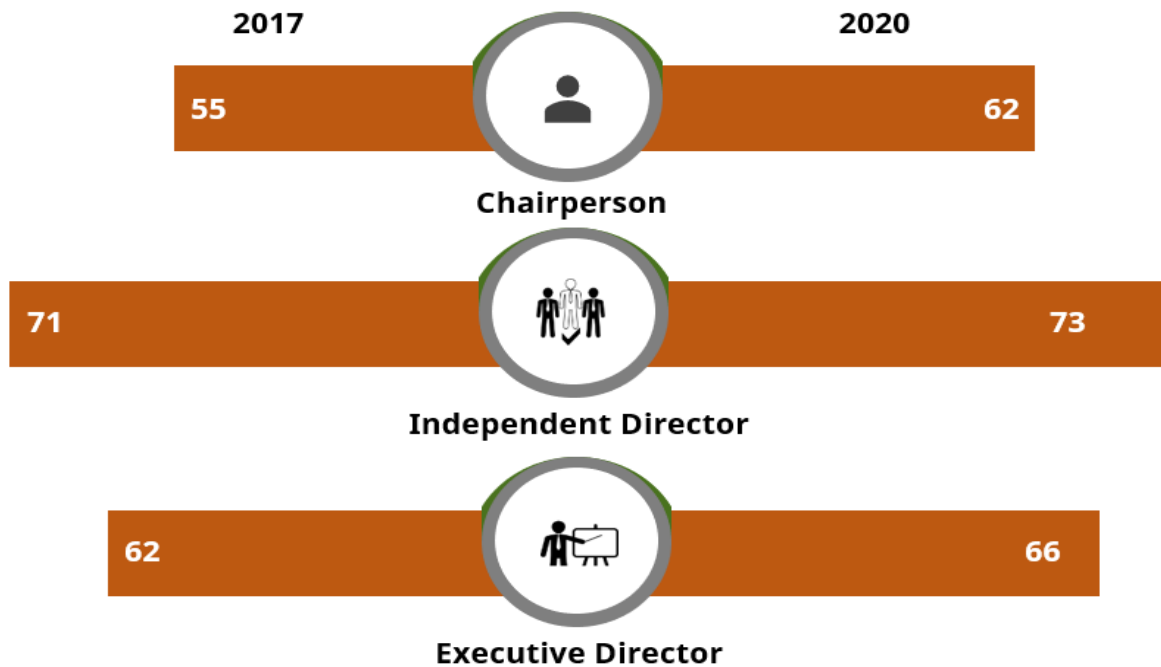 2017 2020
55 62
Chairperson
71 73
Independent Director
62 66
Executive Director